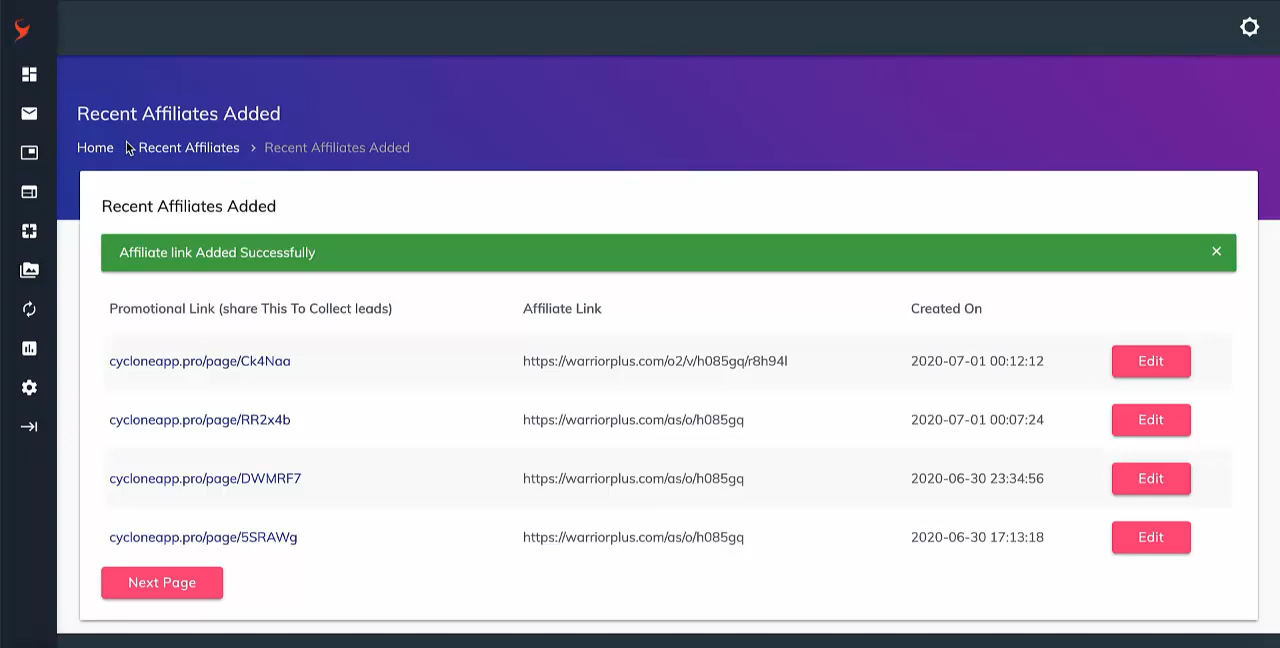 Recent Affiliates Added
Home Recent Affiliates > Recent Affiliates Added
Recent Affiliates Added
Affiliate link Added Successfully ×
Promotional Link (share This To Collect leads) Affiliate Link Created On
cycloneapp.pro/page/Ck4Naa https://warriorplus.com/o2/v/h085gq/r8h94l 2020-07-01 00:12:12 Edit
cycloneapp.pro/page/RR2x4b https://warriorplus.com/as/o/h085gq 2020-07-01 00:07:24 Edit
cycloneapp.pro/page/DWMRF7 https://warriorplus.com/as/o/h085gq 2020-06-30 23:34:56 Edit
cycloneapp.pro/page/5SRAWg https://warriorplus.com/as/o/h085gq 2020-06-30 17:13:18 Edit
Next Page